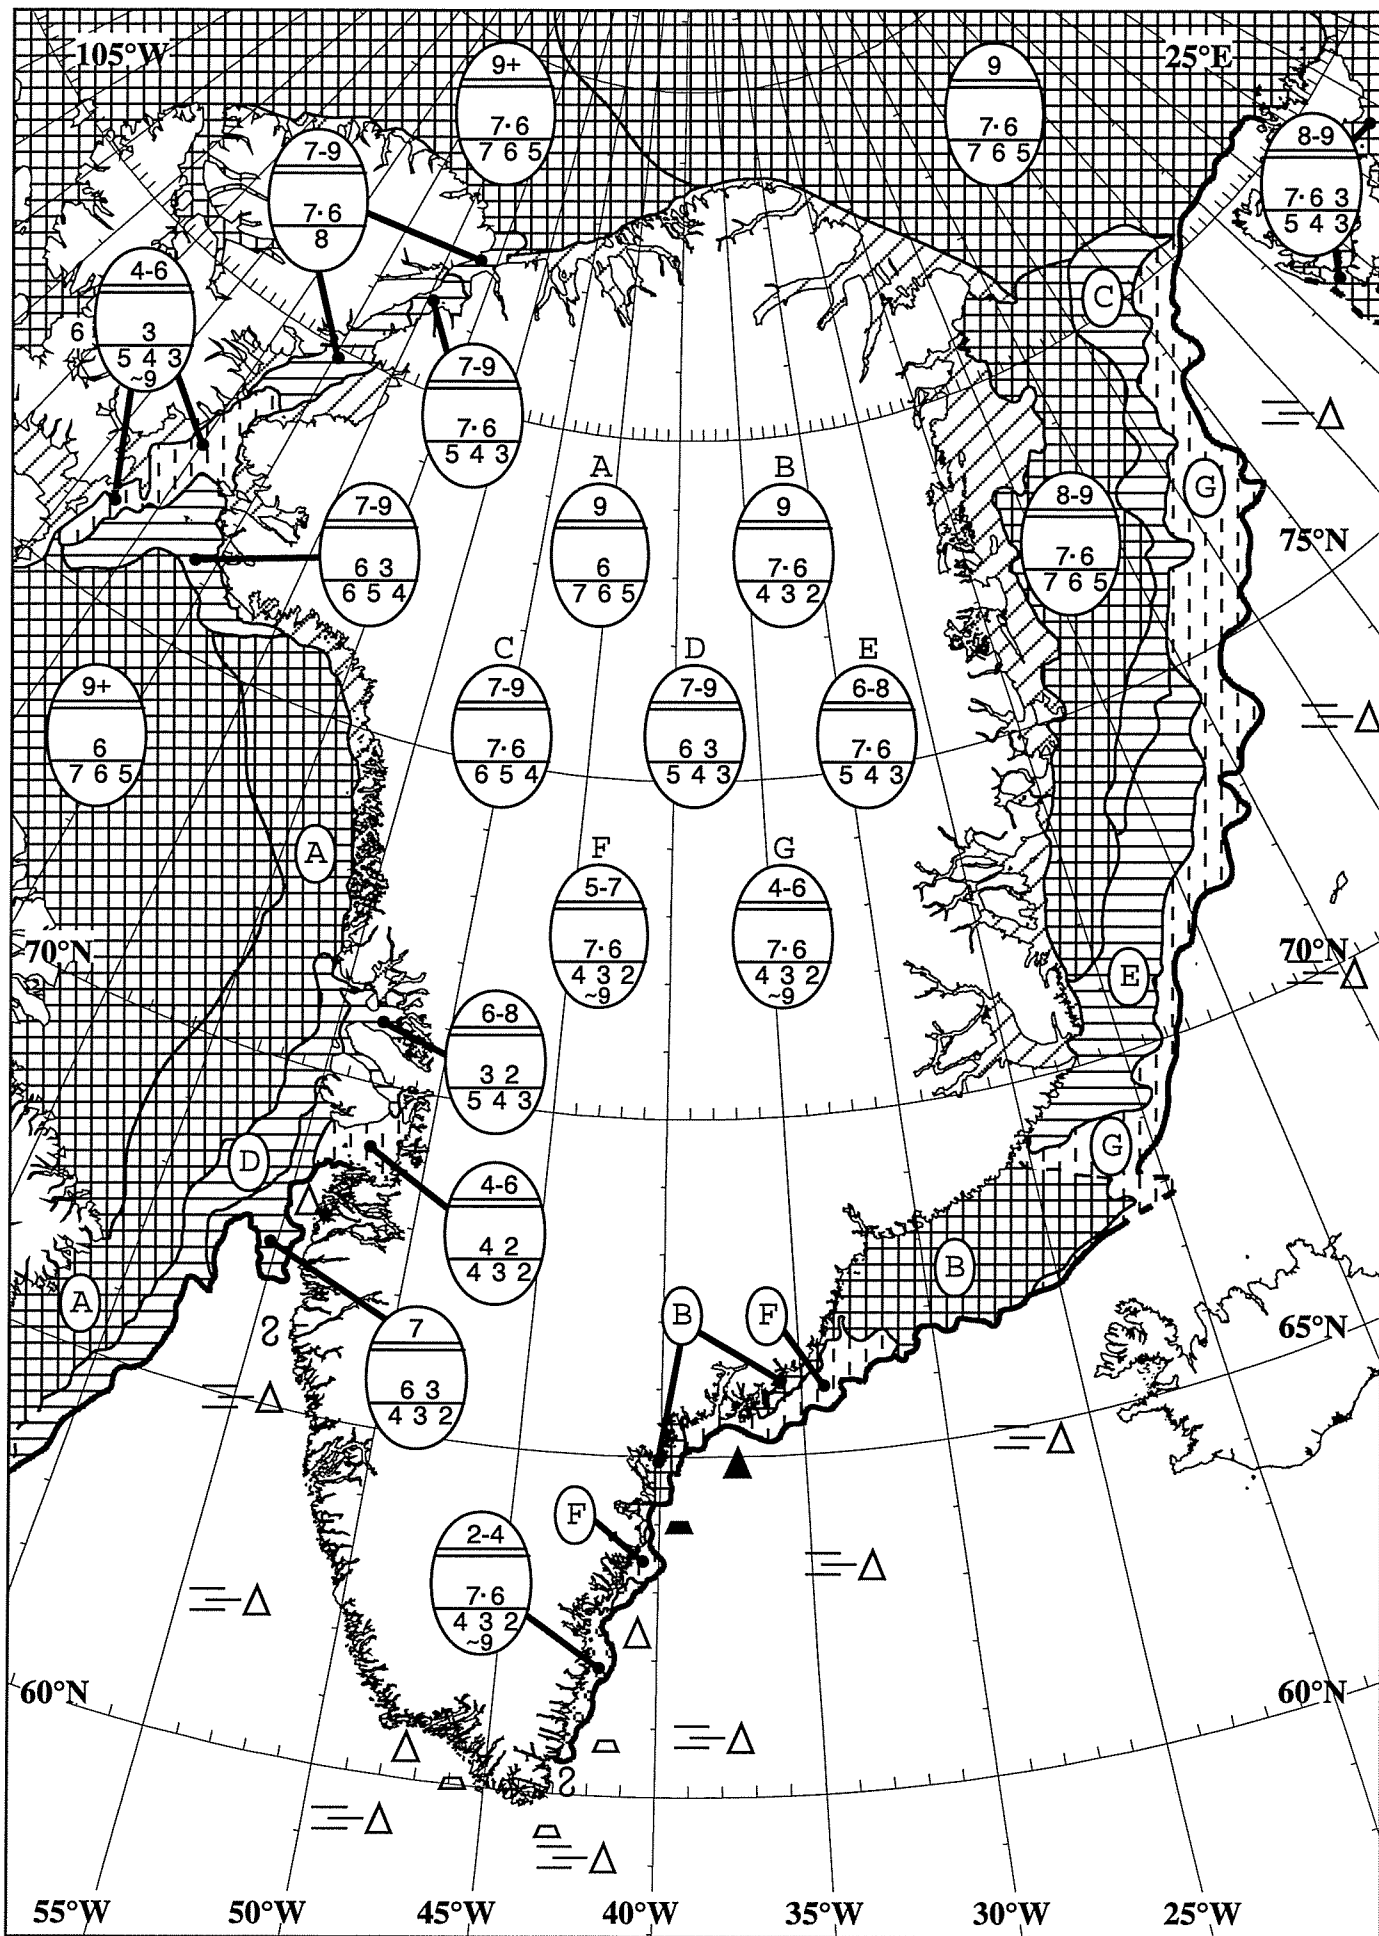 105°W
25°E
9+
7·6
7 6 5
9
7·6
7 6 5
8-9
7·6 3
5 4 3
7-9
7·6
8
4-6
6 3
5 4 3
~9
C
7-9
7·6
5 4 3
7-9
6 3
6 5 4
A
9
6
7 6 5
B
9
7·6
4 3 2
8-9
7·6
7 6 5
G
75°N
9+
6
7 6 5
C
7-9
7·6
6 5 4
D
7-9
6 3
5 4 3
E
6-8
7·6
5 4 3
A
F
5-7
7·6
4 3 2
~9
G
4-6
7·6
4 3 2
~9
70°N
70°N
E
6-8
3 2
5 4 3
D
G
4-6
4 2
4 3 2
B
A
B
F
65°N
7
6 3
4 3 2
F
2-4
7·6
4 3 2
~9
60°N
60°N
55°W
50°W
45°W
40°W
35°W
30°W
25°W